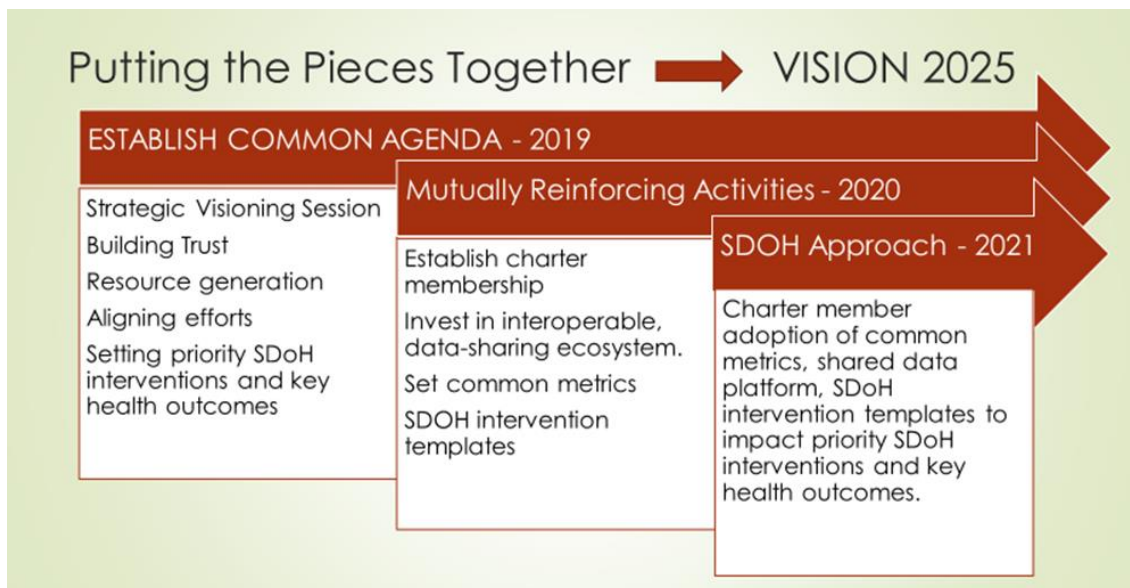 Putting the Pieces Together VISION 2025
ESTABLISH COMMON AGENDA - 2019
Strategic Visioning Session
Building Trust
Resource generation
Aligning efforts
Setting priority SDoH
interventions and key
health outcomes
Mutually Reinforcing Activities - 2020
Establish charter
membership
Invest in interoperable,
data-sharing ecosystem.
Set common metrics
SDOH intervention
templates
SDOH Approach - 2021
Charter member
adoption of common
metrics, shared data
platform, SDoH
intervention templates to
impact priority SDoH
interventions and key
health outcomes.